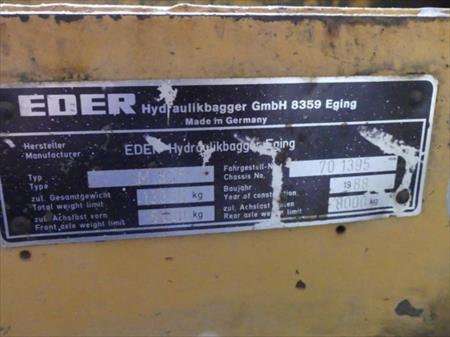 EDER Hydraulikbagger GmbH 8359 Eging
Made in Germany
Hersteller
Manufacturer
EDER Hydraulikbagger Eging
Typ
Type
Fahrgestell-N
Chassis No.
70 1395
zul. Gesamtgewicht
Total weight limit
kg
Baujahr
Year of construction
1988
zul. Achslast vorn
Front axle weight limit
kg
zul. Achslast
Rear axle weight limit
8000 kg